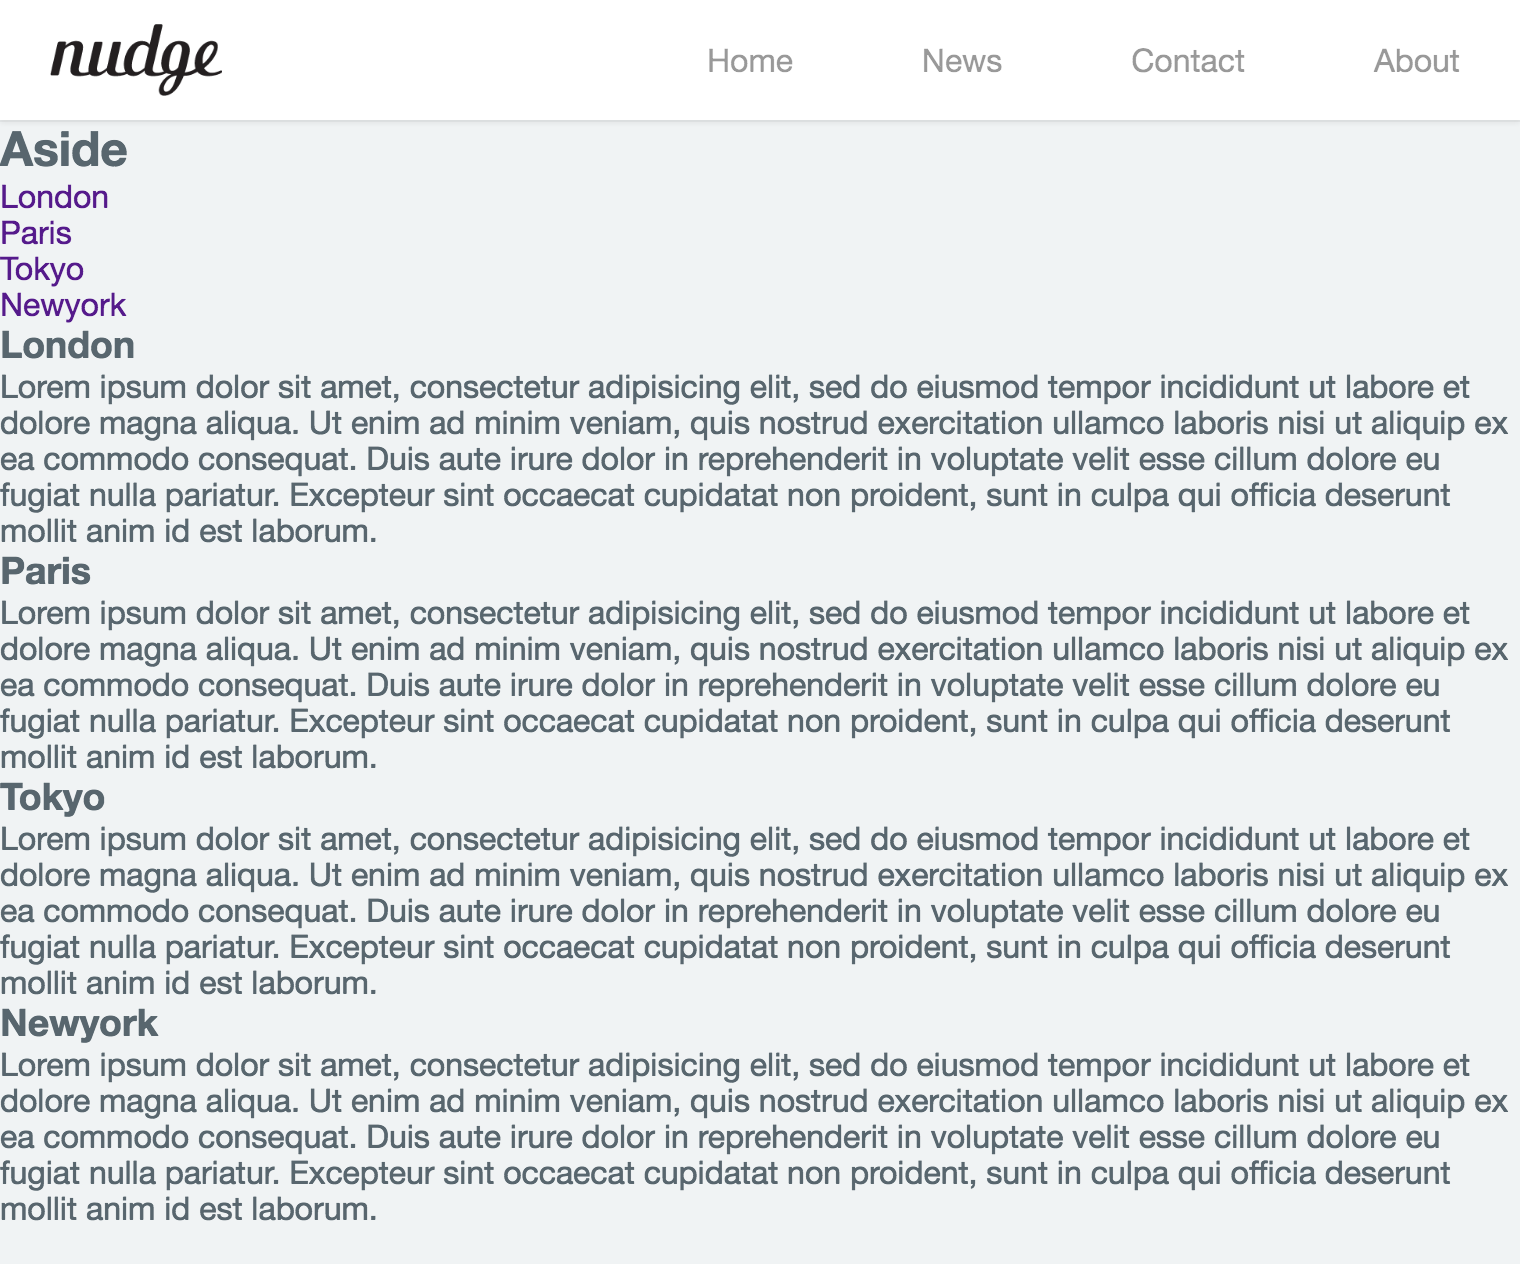 nudge
Home News Contact About
Aside
London
Paris
Tokyo
Newyork
London
Lorem ipsum dolor sit amet, consectetur adipisicing elit, sed do eiusmod tempor incididunt ut labore et
dolore magna aliqua. Ut enim ad minim veniam, quis nostrud exercitation ullamco laboris nisi ut aliquip ex
ea commodo consequat. Duis aute irure dolor in reprehenderit in voluptate velit esse cillum dolore eu
fugiat nulla pariatur. Excepteur sint occaecat cupidatat non proident, sunt in culpa qui officia deserunt
mollit anim id est laborum.
Paris
Lorem ipsum dolor sit amet, consectetur adipisicing elit, sed do eiusmod tempor incididunt ut labore et
dolore magna aliqua. Ut enim ad minim veniam, quis nostrud exercitation ullamco laboris nisi ut aliquip ex
ea commodo consequat. Duis aute irure dolor in reprehenderit in voluptate velit esse cillum dolore eu
fugiat nulla pariatur. Excepteur sint occaecat cupidatat non proident, sunt in culpa qui officia deserunt
mollit anim id est laborum.
Tokyo
Lorem ipsum dolor sit amet, consectetur adipisicing elit, sed do eiusmod tempor incididunt ut labore et
dolore magna aliqua. Ut enim ad minim veniam, quis nostrud exercitation ullamco laboris nisi ut aliquip ex
ea commodo consequat. Duis aute irure dolor in reprehenderit in voluptate velit esse cillum dolore eu
fugiat nulla pariatur. Excepteur sint occaecat cupidatat non proident, sunt in culpa qui officia deserunt
mollit anim id est laborum.
Newyork
Lorem ipsum dolor sit amet, consectetur adipisicing elit, sed do eiusmod tempor incididunt ut labore et
dolore magna aliqua. Ut enim ad minim veniam, quis nostrud exercitation ullamco laboris nisi ut aliquip ex
ea commodo consequat. Duis aute irure dolor in reprehenderit in voluptate velit esse cillum dolore eu
fugiat nulla pariatur. Excepteur sint occaecat cupidatat non proident, sunt in culpa qui officia deserunt
mollit anim id est laborum.